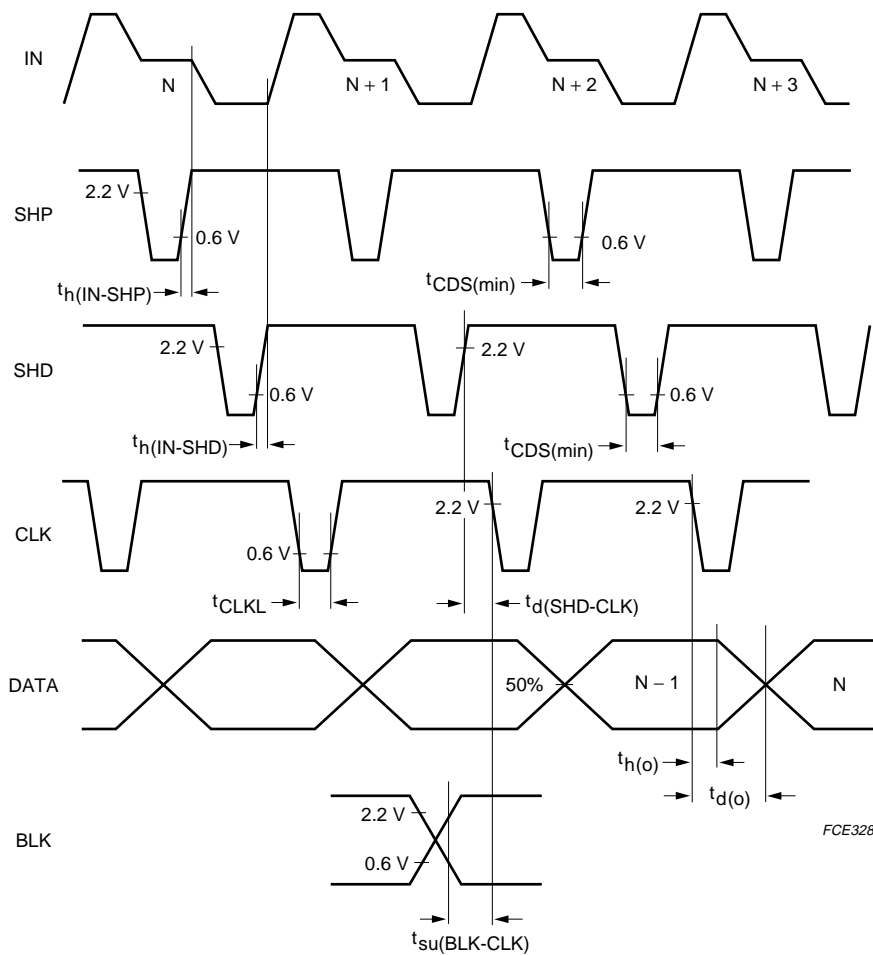 IN
N
N + 1
N + 2
N + 3
SHP
2.2 V
0.6 V
0.6 V
th(IN-SHP)
tCDS(min)
SHD
2.2 V
2.2 V
0.6 V
0.6 V
th(IN-SHD)
tCDS(min)
CLK
2.2 V
2.2 V
0.6 V
tCLKL
td(SHD-CLK)
DATA
50%
N − 1
N
th(o)
td(o)
BLK
2.2 V
0.6 V
FCE328
tsu(BLK-CLK)